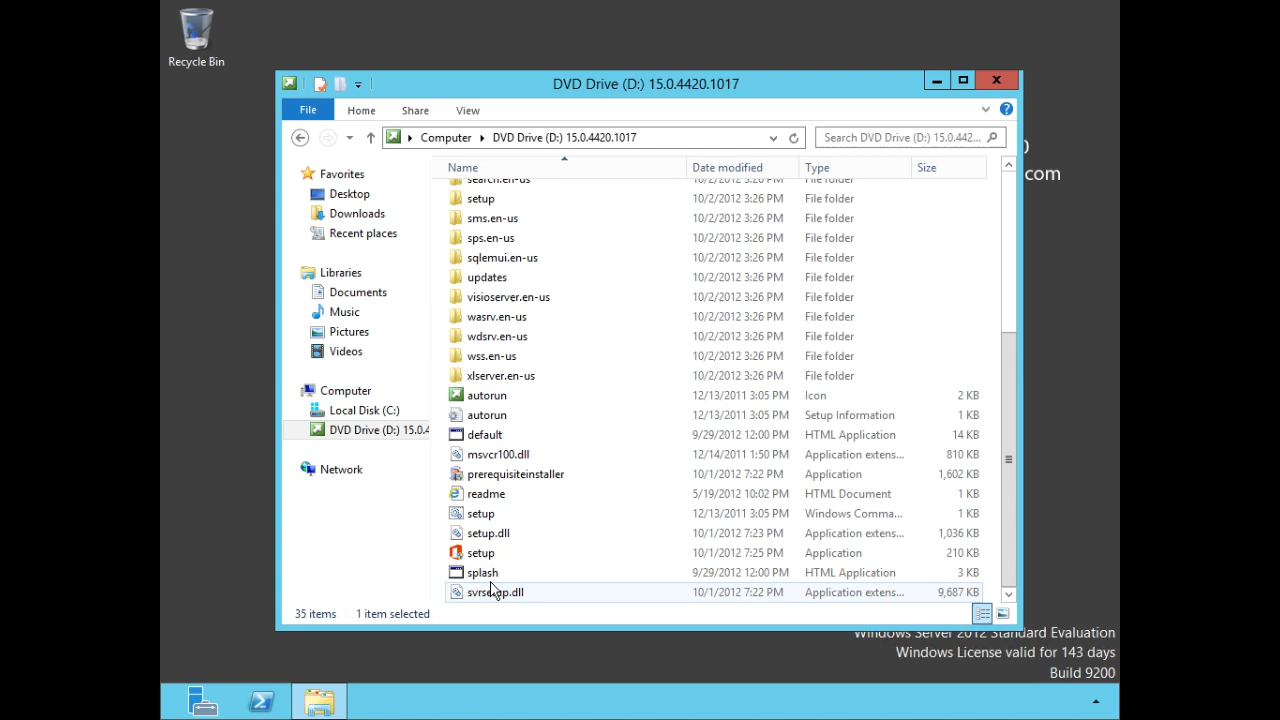 Recycle Bin
DVD Drive (D:) 15.0.4420.1017
File Home Share View
Computer DVD Drive (D:) 15.0.4420.1017 Search DVD Drive (D:) 15.0.442...
0
com
Name Date modified Type Size
Favorites
Desktop
Downloads
Recent places
Libraries
Documents
Music
Pictures
Videos
Computer
Local Disk (C:)
DVD Drive (D:) 15.0.4
Network
search.en-us 10/2/2012 3:26 PM File folder
setup 10/2/2012 3:26 PM File folder
sms.en-us 10/2/2012 3:26 PM File folder
sps.en-us 10/2/2012 3:26 PM File folder
sqlemui.en-us 10/2/2012 3:26 PM File folder
updates 10/2/2012 3:26 PM File folder
visioserver.en-us 10/2/2012 3:26 PM File folder
wasrv.en-us 10/2/2012 3:26 PM File folder
wdsrv.en-us 10/2/2012 3:26 PM File folder
wss.en-us 10/2/2012 3:26 PM File folder
xlserver.en-us 10/2/2012 3:26 PM File folder
autorun 12/13/2011 3:05 PM Icon 2 KB
autorun 12/13/2011 3:05 PM Setup Information 1 KB
default 9/29/2012 12:00 PM HTML Application 14 KB
msvcr100.dll 12/14/2011 1:50 PM Application extens... 810 KB
prerequisiteinstaller 10/1/2012 7:22 PM Application 1,602 KB
readme 5/19/2012 10:02 PM HTML Document 1 KB
setup 12/13/2011 3:05 PM Windows Comma... 1 KB
setup.dll 10/1/2012 7:23 PM Application extens... 1,036 KB
setup 10/1/2012 7:25 PM Application 210 KB
splash 9/29/2012 12:00 PM HTML Application 3 KB
svrsetup.dll 10/1/2012 7:22 PM Application extens... 9,687 KB
35 items 1 item selected
Windows Server 2012 Standard Evaluation
Windows License valid for 143 days
Build 9200